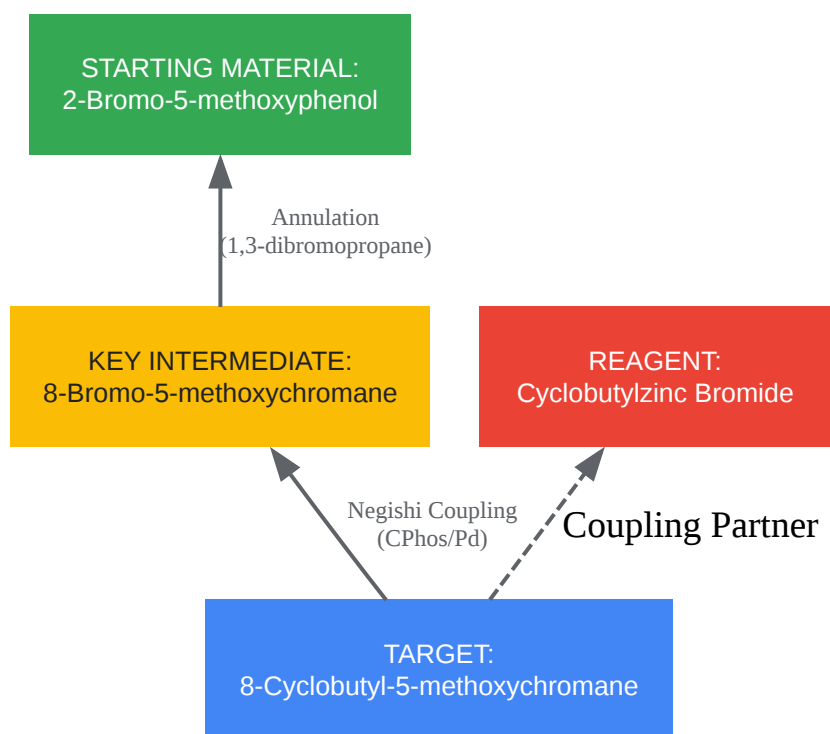 STARTING MATERIAL:
2-Bromo-5-methoxyphenol
Annulation
(1,3-dibromopropane)
KEY INTERMEDIATE:
8-Bromo-5-methoxychromane
REAGENT:
Cyclobutylzinc Bromide
Negishi Coupling
(CPhos/Pd)
Coupling Partner
TARGET:
8-Cyclobutyl-5-methoxychromane